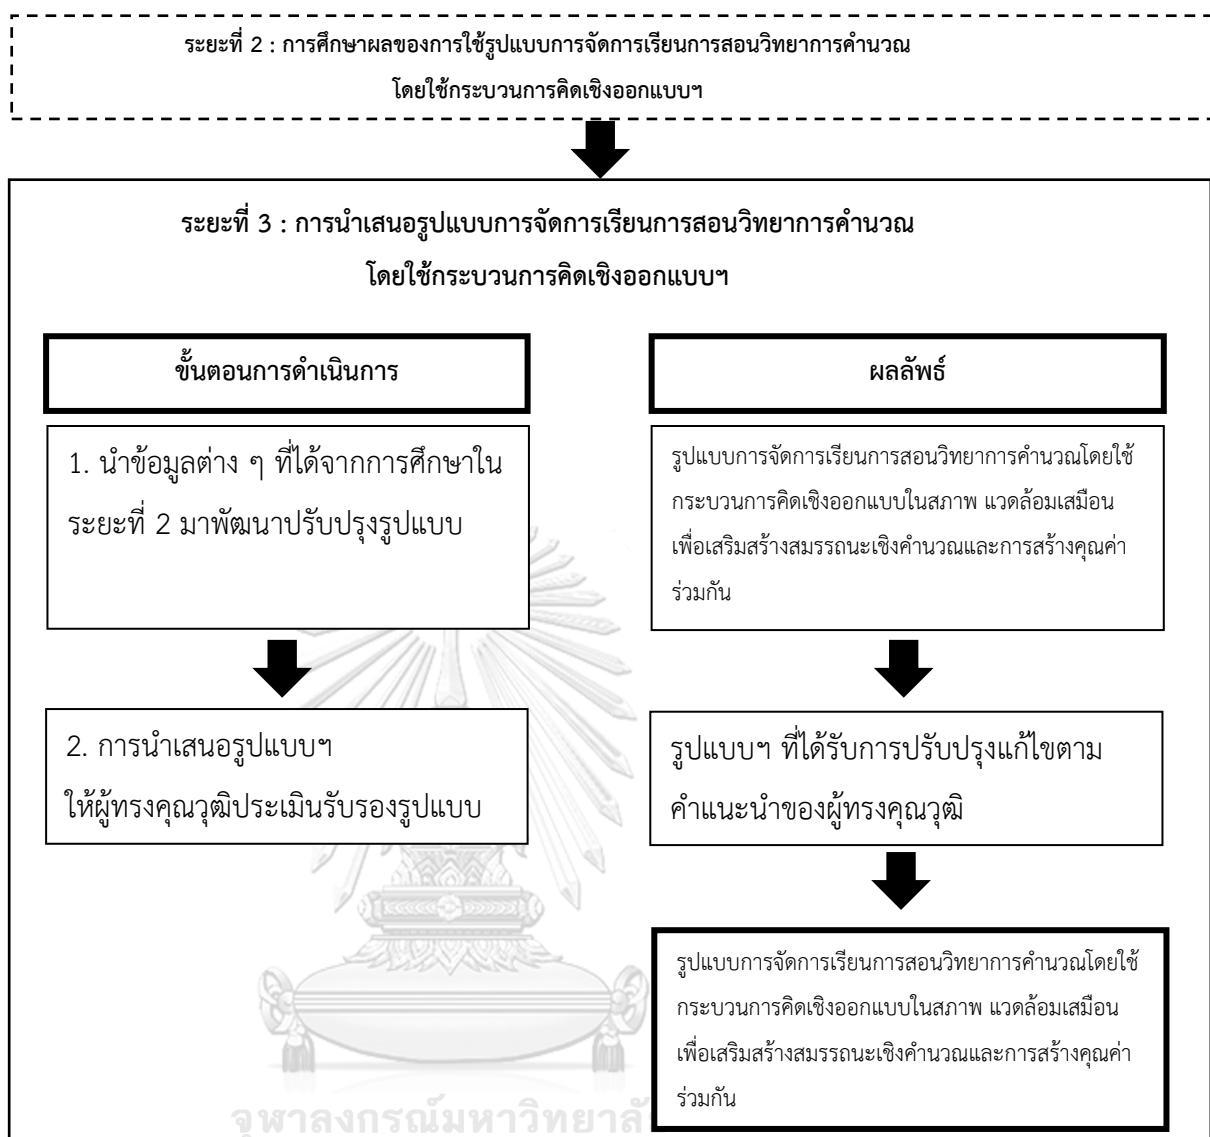 ระยะที่ 2 : การศึกษาผลของการใช้รูปแบบการจัดการเรียนการสอนวิทยาการคำนวณ
โดยใช้กระบวนการคิดเชิงออกแบบฯ
ระยะที่ 3 : การนำเสนอรูปแบบการจัดการเรียนการสอนวิทยาการคำนวณ
โดยใช้กระบวนการคิดเชิงออกแบบฯ
ขั้นตอนการดำเนินการ
1. นำข้อมูลต่าง ๆ ที่ได้จากการศึกษาใน
ระยะที่ 2 มาพัฒนาปรับปรุงรูปแบบ
2. การนำเสนอรูปแบบฯ
ให้ผู้ทรงคุณวุฒิประเมินรับรองรูปแบบ
ผลลัพธ์
รูปแบบการจัดการเรียนการสอนวิทยาการคำนวณโดยใช้
กระบวนการคิดเชิงออกแบบในสภาพ แวดล้อมเสมือน
เพื่อเสริมสร้างสมรรถนะเชิงคำนวณและการสร้างคุณค่า
ร่วมกัน
รูปแบบฯ ที่ได้รับการปรับปรุงแก้ไขตาม
คำแนะนำของผู้ทรงคุณวุฒิ
รูปแบบการจัดการเรียนการสอนวิทยาการคำนวณโดยใช้
กระบวนการคิดเชิงออกแบบในสภาพ แวดล้อมเสมือน
เพื่อเสริมสร้างสมรรถนะเชิงคำนวณและการสร้างคุณค่า
ร่วมกัน
จุฬาลงกรณ์มหาวิทยาลั